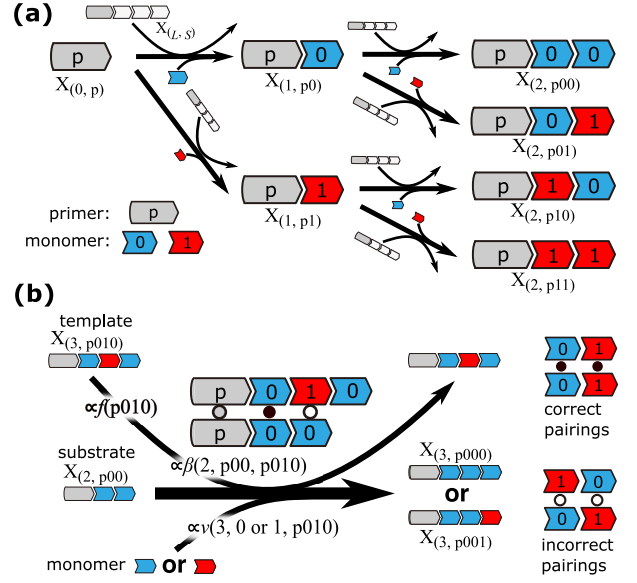 (a)
X(L, S)
p
X(0, p)
p 0
X(1, p0)
p 0 0
X(2, p00)
p 0 1
X(2, p01)
p 1
X(1, p1)
p 1 0
X(2, p10)
p 1 1
X(2, p11)
primer: p
monomer: 0 1
(b)
template
X(3, p010)
∝f(p010)
p 0 1 0
p 0 0
∝β(2, p00, p010)
substrate
X(2, p00)
∝v(3, 0 or 1, p010)
monomer or
X(3, p000)
or
X(3, p001)
0 1
0 1
correct
pairings
1 0
0 1
incorrect
pairings